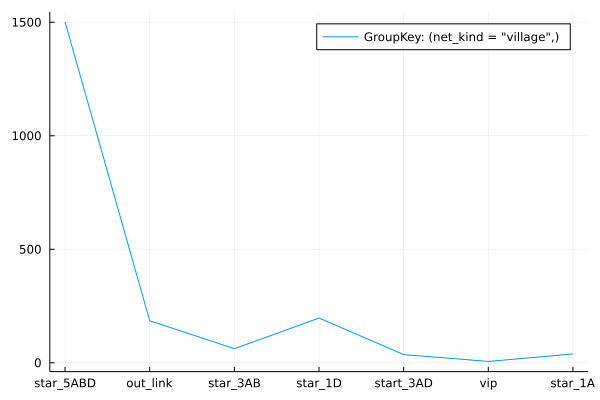 1500
GroupKey: (net_kind = "village",)
1000
500
0
star_5ABD out_link star_3AB star_1D start_3AD vip star_1A